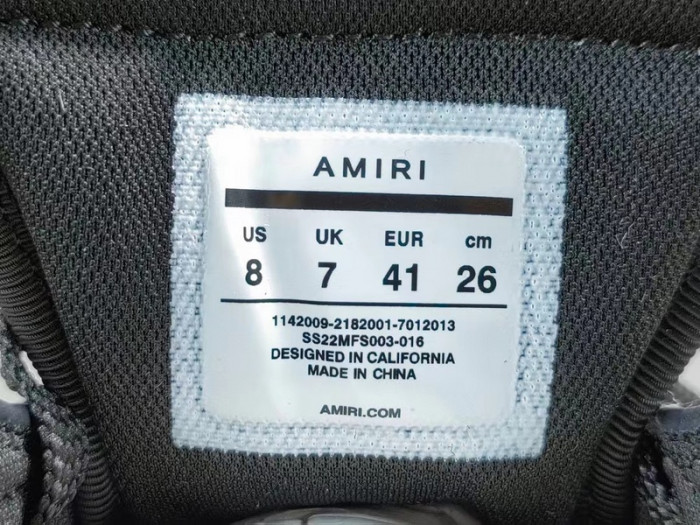 AMIRI
US UK EUR cm
8 7 41 26
1142009-2182001-7012013
SS22MFS003-016
DESIGNED IN CALIFORNIA
MADE IN CHINA
AMIRI.COM